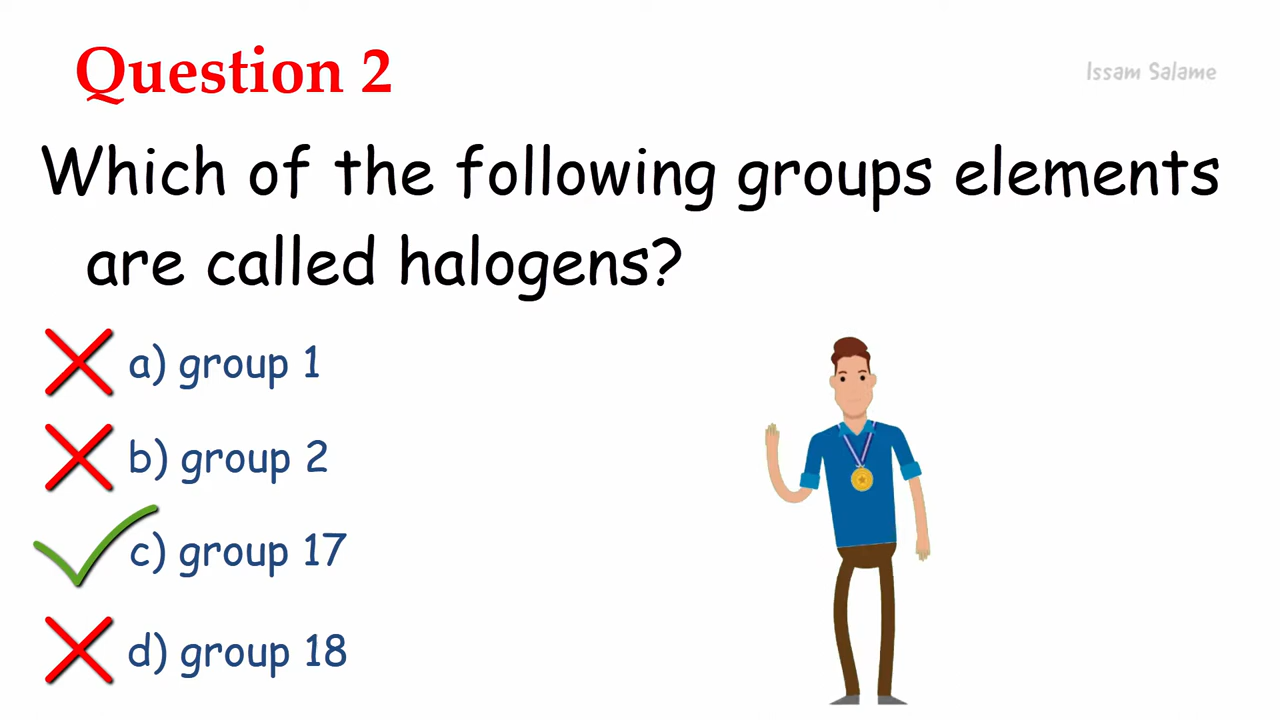 Question 2
Issam Salame
Which of the following groups elements
are called halogens?
a) group 1
b) group 2
c) group 17
d) group 18